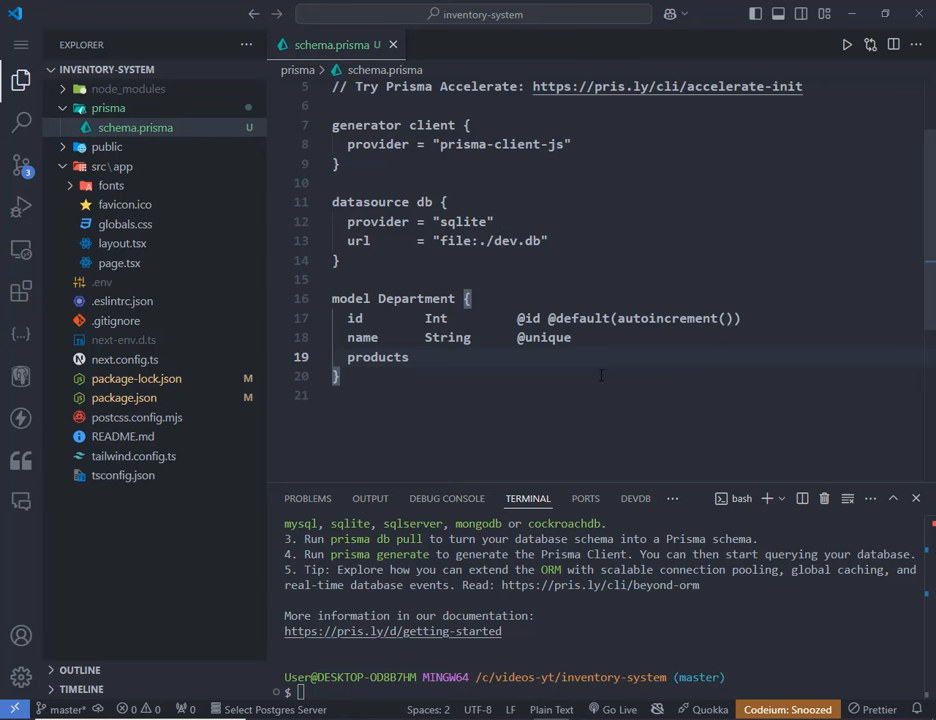 inventory-system
EXPLORER
INVENTORY-SYSTEM
node_modules
prisma
schema.prisma U
public
src\app
fonts
favicon.ico
globals.css
layout.tsx
page.tsx
.env
.eslintrc.json
.gitignore
next-env.d.ts
next.config.ts
package-lock.json M
package.json M
postcss.config.mjs
README.md
tailwind.config.ts
tsconfig.json
OUTLINE
TIMELINE
3
schema.prisma U
prisma > schema.prisma
5 // Try Prisma Accelerate: https://pris.ly/cli/accelerate-init
6
7 generator client {
8 provider = "prisma-client-js"
9 }
10
11 datasource db {
12 provider = "sqlite"
13 url = "file:./dev.db"
14 }
15
16 model Department {
17 id Int @id @default(autoincrement())
18 name String @unique
19 products
20 }
21
PROBLEMS OUTPUT DEBUG CONSOLE TERMINAL PORTS DEVDB bash
mysql, sqlite, sqlserver, mongodb or cockroachdb.
3. Run prisma db pull to turn your database schema into a Prisma schema.
4. Run prisma generate to generate the Prisma Client. You can then start querying your database.
5. Tip: Explore how you can extend the ORM with scalable connection pooling, global caching, and
real-time database events. Read: https://pris.ly/cli/beyond-orm
More information in our documentation:
https://pris.ly/d/getting-started
User@DESKTOP-OD8B7HM MINGW64 /c/videos-yt/inventory-system (master)
$
master* 0 0 0 Select Postgres Server Spaces: 2 UTF-8 LF Plain Text Go Live Quokka Codeium: Snoozed Prettier